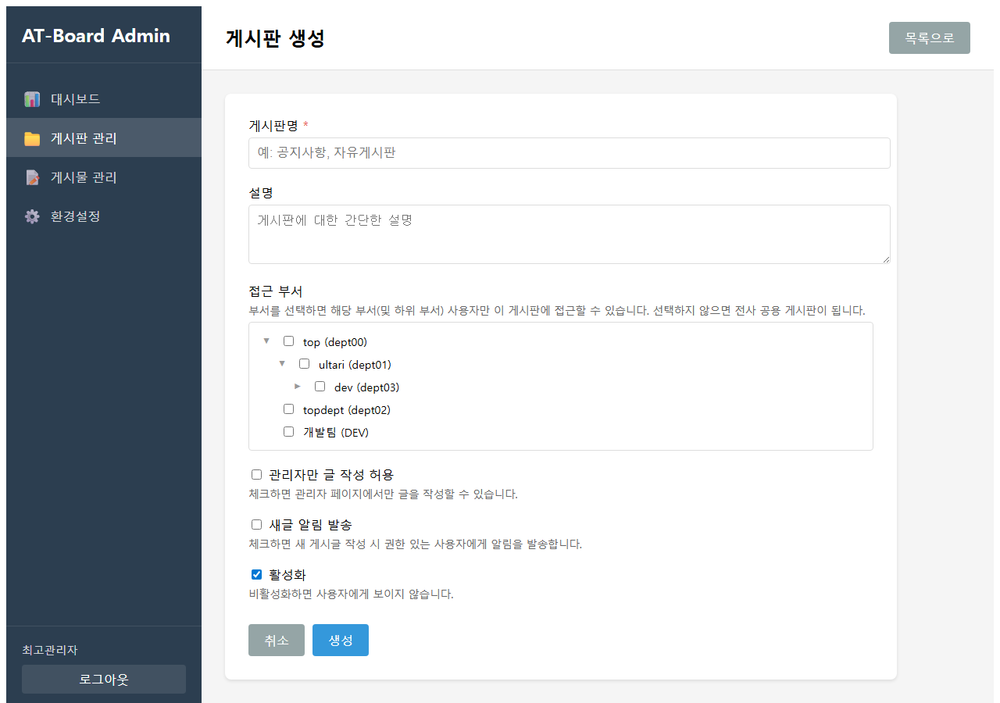 AT-Board Admin
대시보드
게시판 관리
게시물 관리
환경설정
최고관리자
로그아웃
게시판 생성
목록으로
게시판명 *
예: 공지사항, 자유게시판
설명
게시판에 대한 간단한 설명
접근 부서
부서를 선택하면 해당 부서(및 하위 부서) 사용자만 이 게시판에 접근할 수 있습니다. 선택하지 않으면 전사 공용 게시판이 됩니다.
top (dept00)
ultari (dept01)
dev (dept03)
topdept (dept02)
개발팀 (DEV)
관리자만 글 작성 허용
체크하면 관리자 페이지에서만 글을 작성할 수 있습니다.
새글 알림 발송
체크하면 새 게시글 작성 시 권한 있는 사용자에게 알림을 발송합니다.
활성화
비활성화하면 사용자에게 보이지 않습니다.
취소
생성